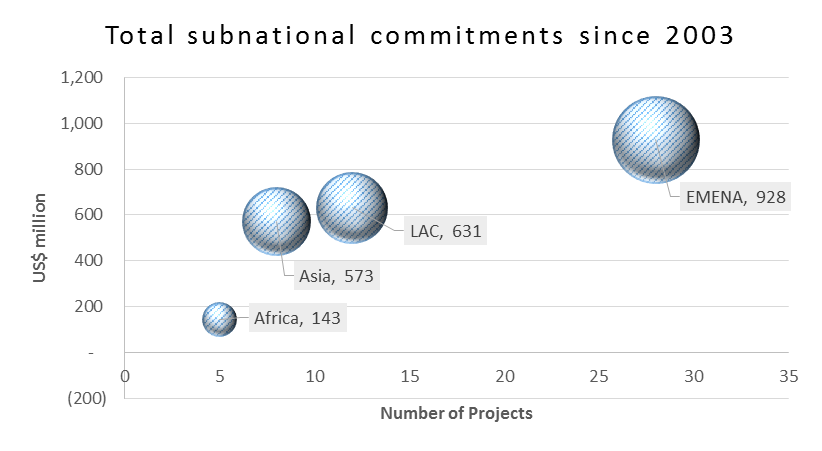 Total subnational commitments since 2003
1,200
1,000
800
600
400
200
-
(200)
US$ million
EMENA, 928
LAC, 631
Asia, 573
Africa, 143
0 5 10 15 20 25 30 35
Number of Projects